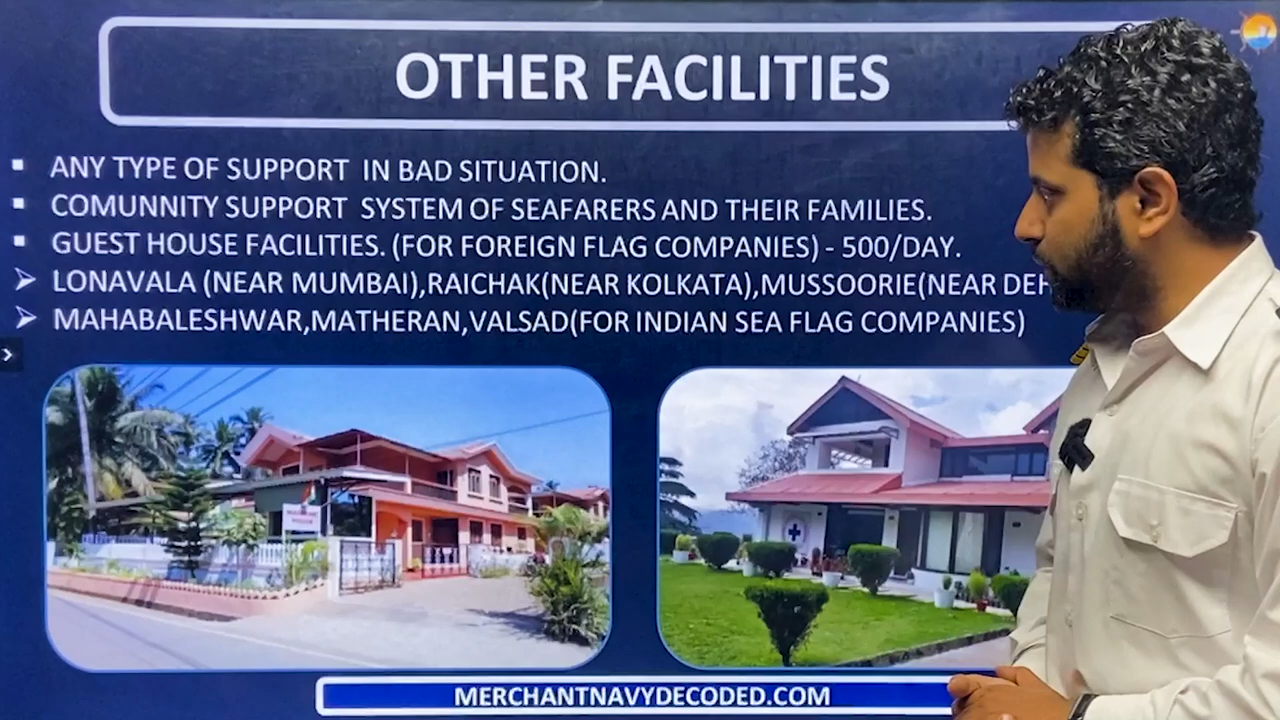 OTHER FACILITIES
ANY TYPE OF SUPPORT IN BAD SITUATION.
COMUNNITY SUPPORT SYSTEM OF SEAFARERS AND THEIR FAMILIES.
GUEST HOUSE FACILITIES. (FOR FOREIGN FLAG COMPANIES) - 500/DAY.
LONAVALA (NEAR MUMBAI),RAICHAK(NEAR KOLKATA),MUSSOORIE(NEAR DEH
MAHABALESHWAR,MATHERAN,VALSAD(FOR INDIAN SEA FLAG COMPANIES)
MERCHANTNAVYDECODED.COM